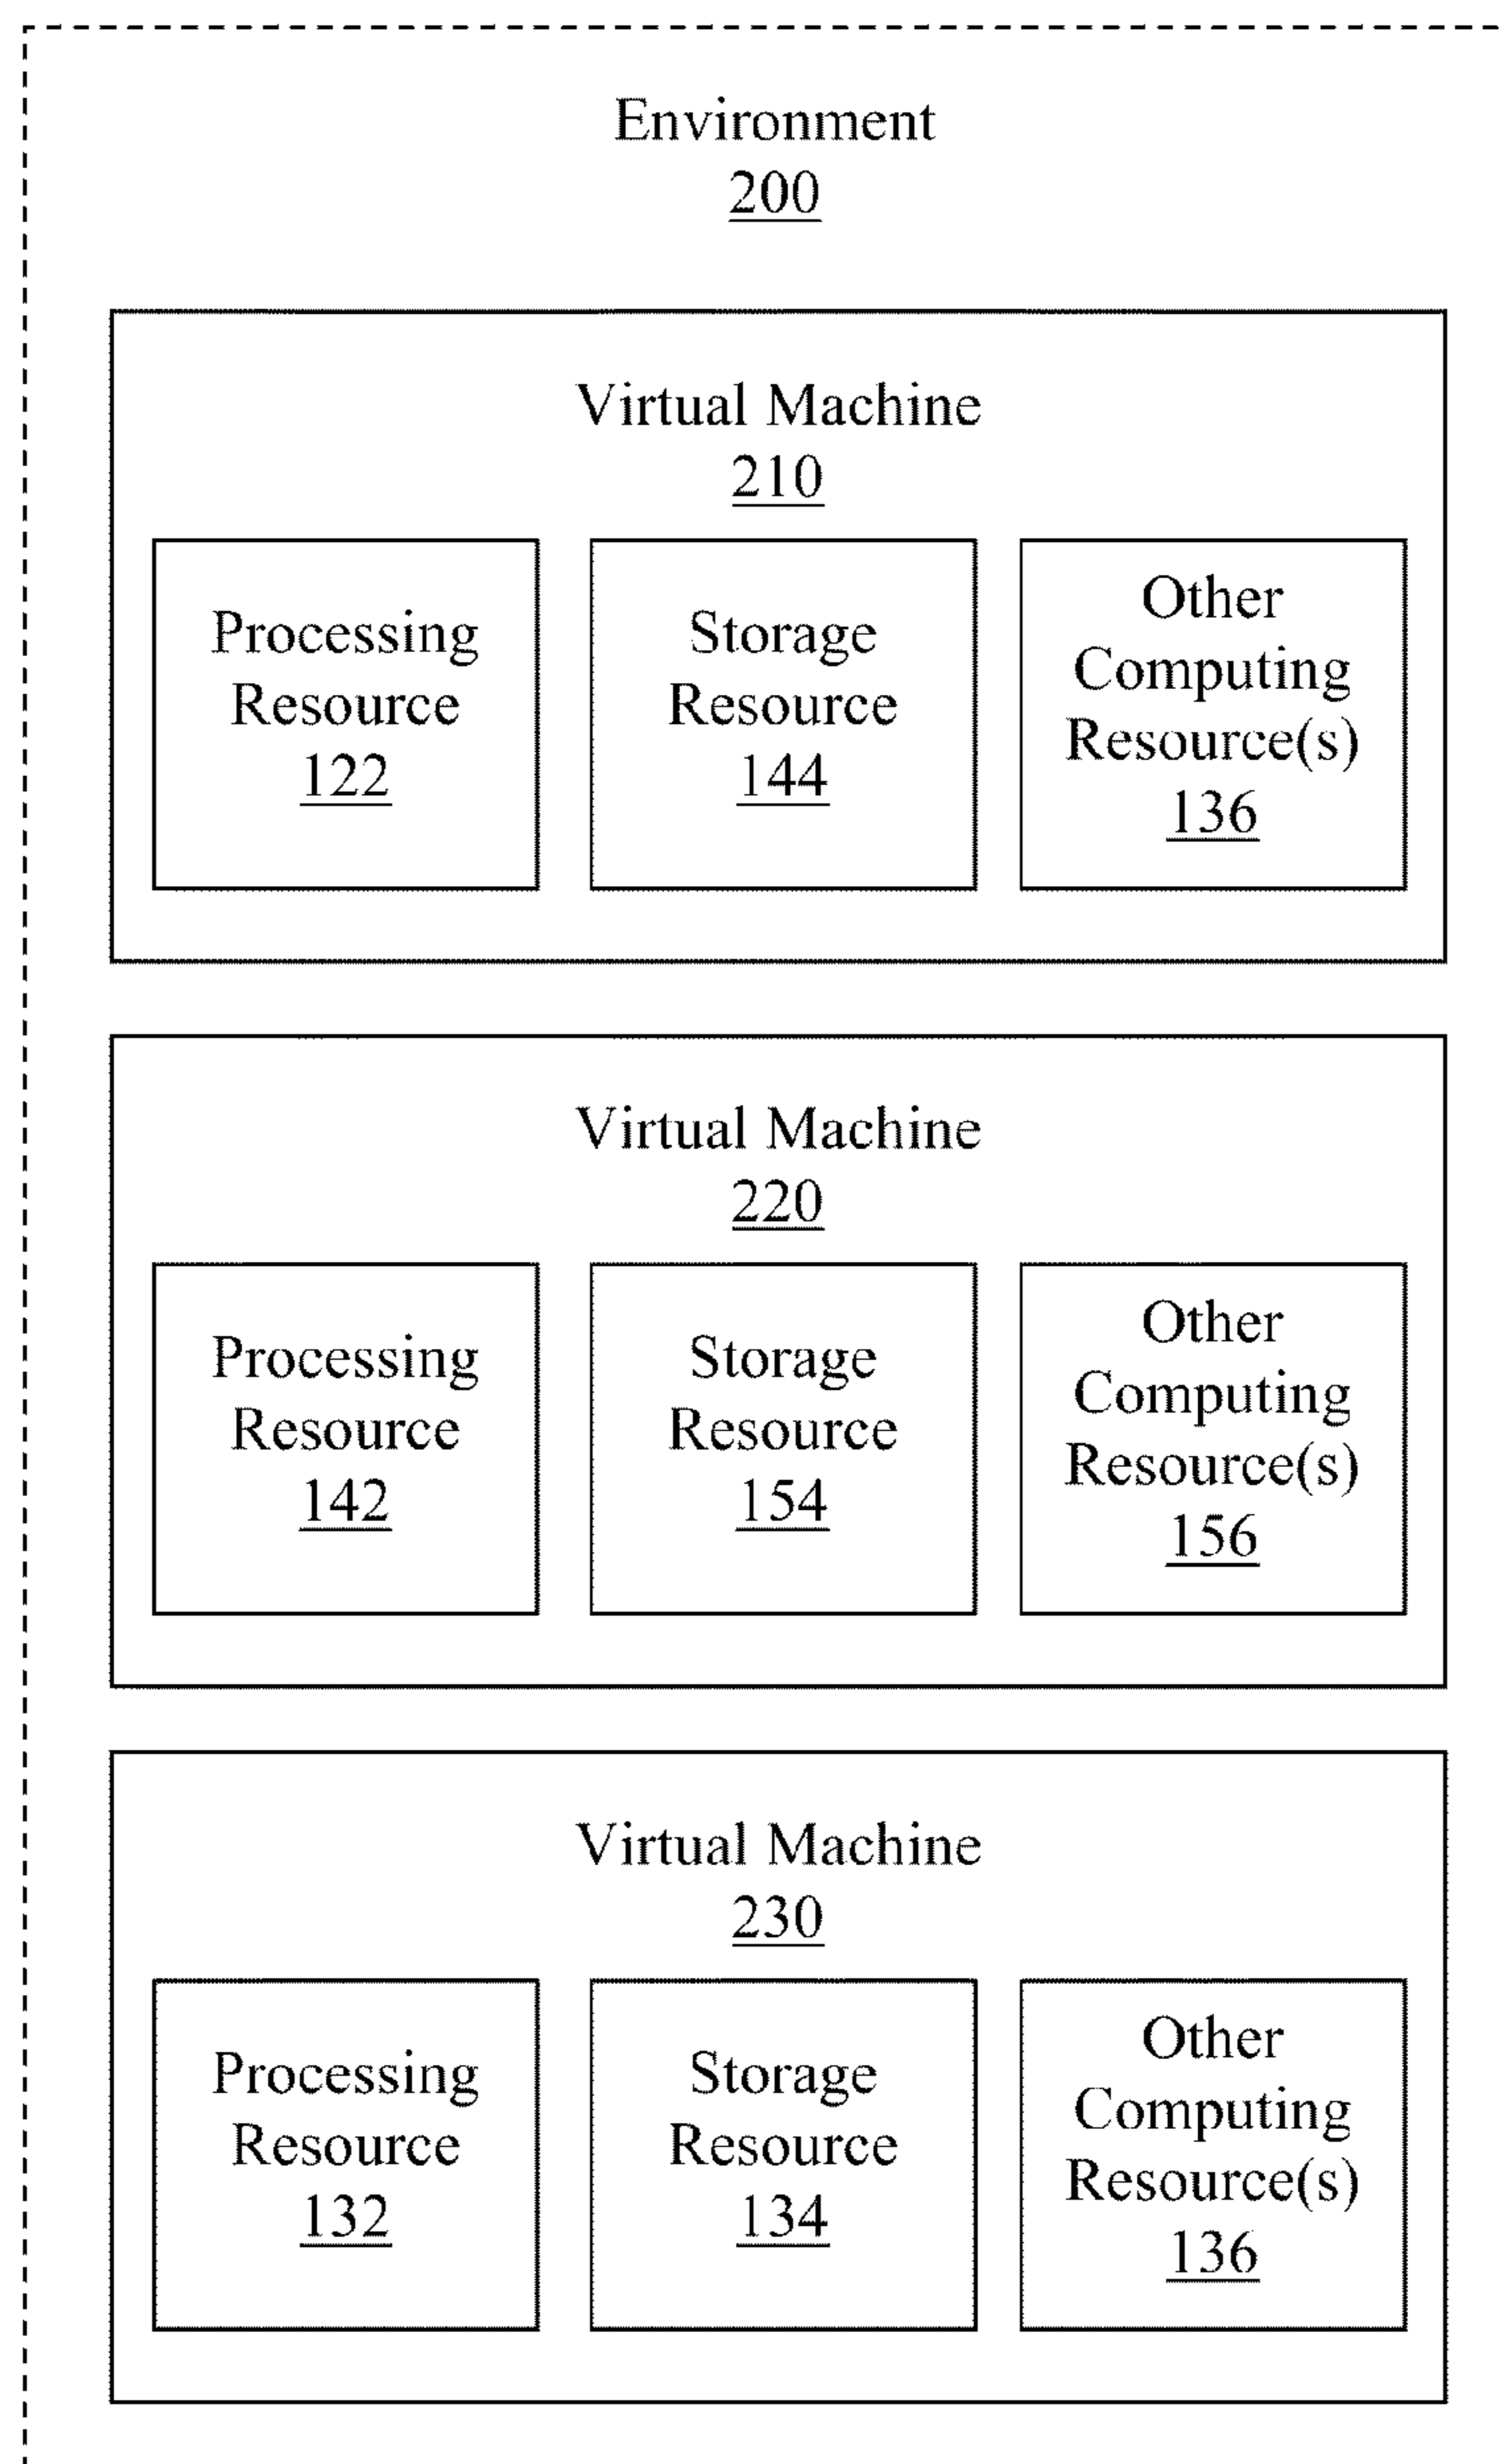 Environment
200
Virtual Machine
210
Processing
Resource
122
Storage
Resource
144
Other
Computing
Resource(s)
136
Virtual Machine
220
Processing
Resource
142
Storage
Resource
154
Other
Computing
Resource(s)
156
Virtual Machine
230
Processing
Resource
132
Storage
Resource
134
Other
Computing
Resource(s)
136